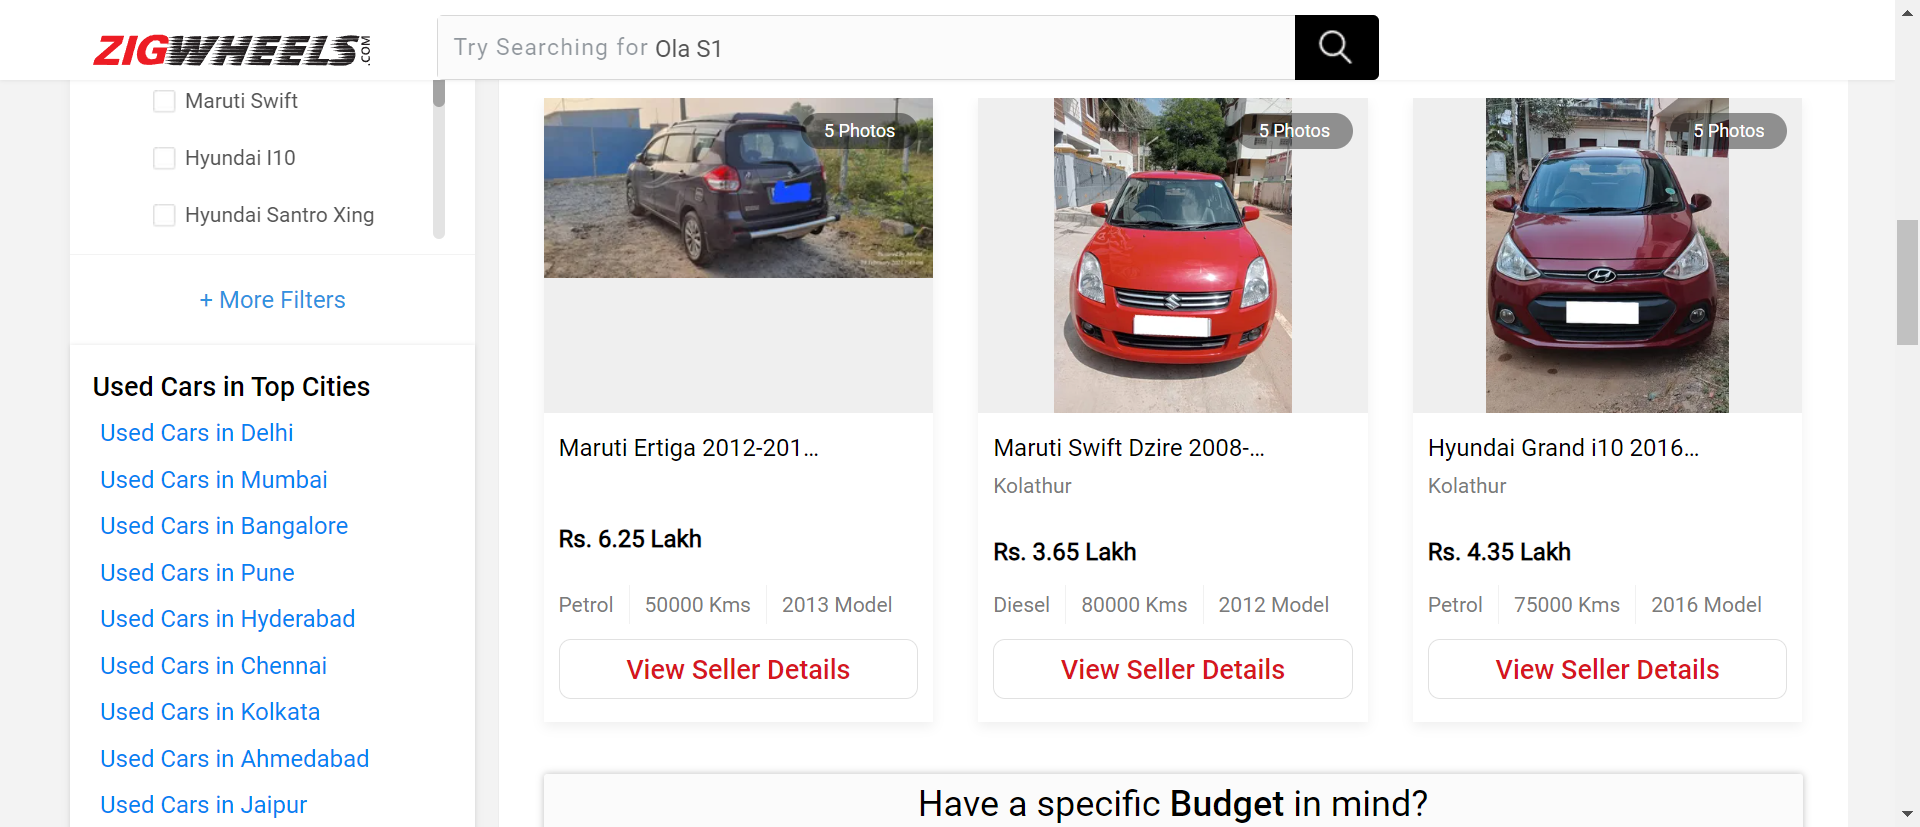 ZIGWHEELS.COM
Try Searching for Ola S1
Maruti Swift
Hyundai I10
Hyundai Santro Xing
+ More Filters
Used Cars in Top Cities
Used Cars in Delhi
Used Cars in Mumbai
Used Cars in Bangalore
Used Cars in Pune
Used Cars in Hyderabad
Used Cars in Chennai
Used Cars in Kolkata
Used Cars in Ahmedabad
Used Cars in Jaipur
5 Photos
Maruti Ertiga 2012-201...
Rs. 6.25 Lakh
Petrol 50000 Kms 2013 Model
View Seller Details
5 Photos
Maruti Swift Dzire 2008-...
Kolathur
Rs. 3.65 Lakh
Diesel 80000 Kms 2012 Model
View Seller Details
5 Photos
Hyundai Grand i10 2016...
Kolathur
Rs. 4.35 Lakh
Petrol 75000 Kms 2016 Model
View Seller Details
Have a specific Budget in mind?